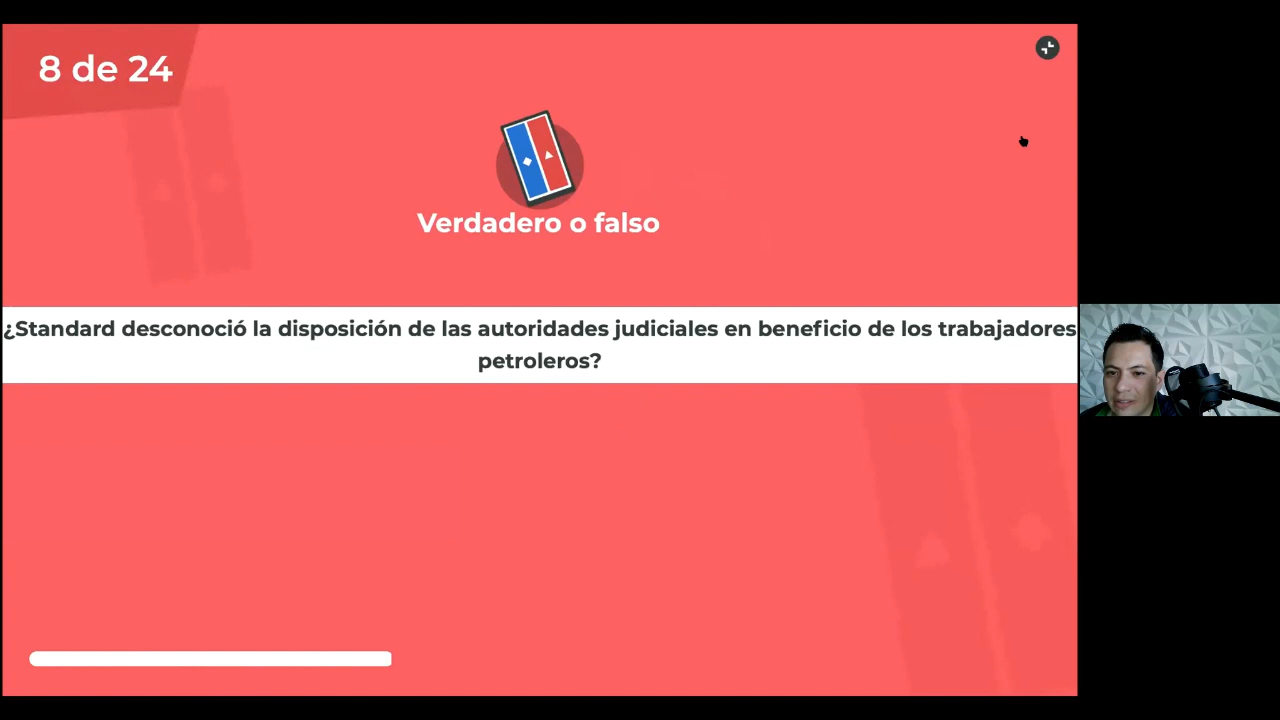 8 de 24
Verdadero o falso
¿Standard desconoció la disposición de las autoridades judiciales en beneficio de los trabajadores
petroleros?